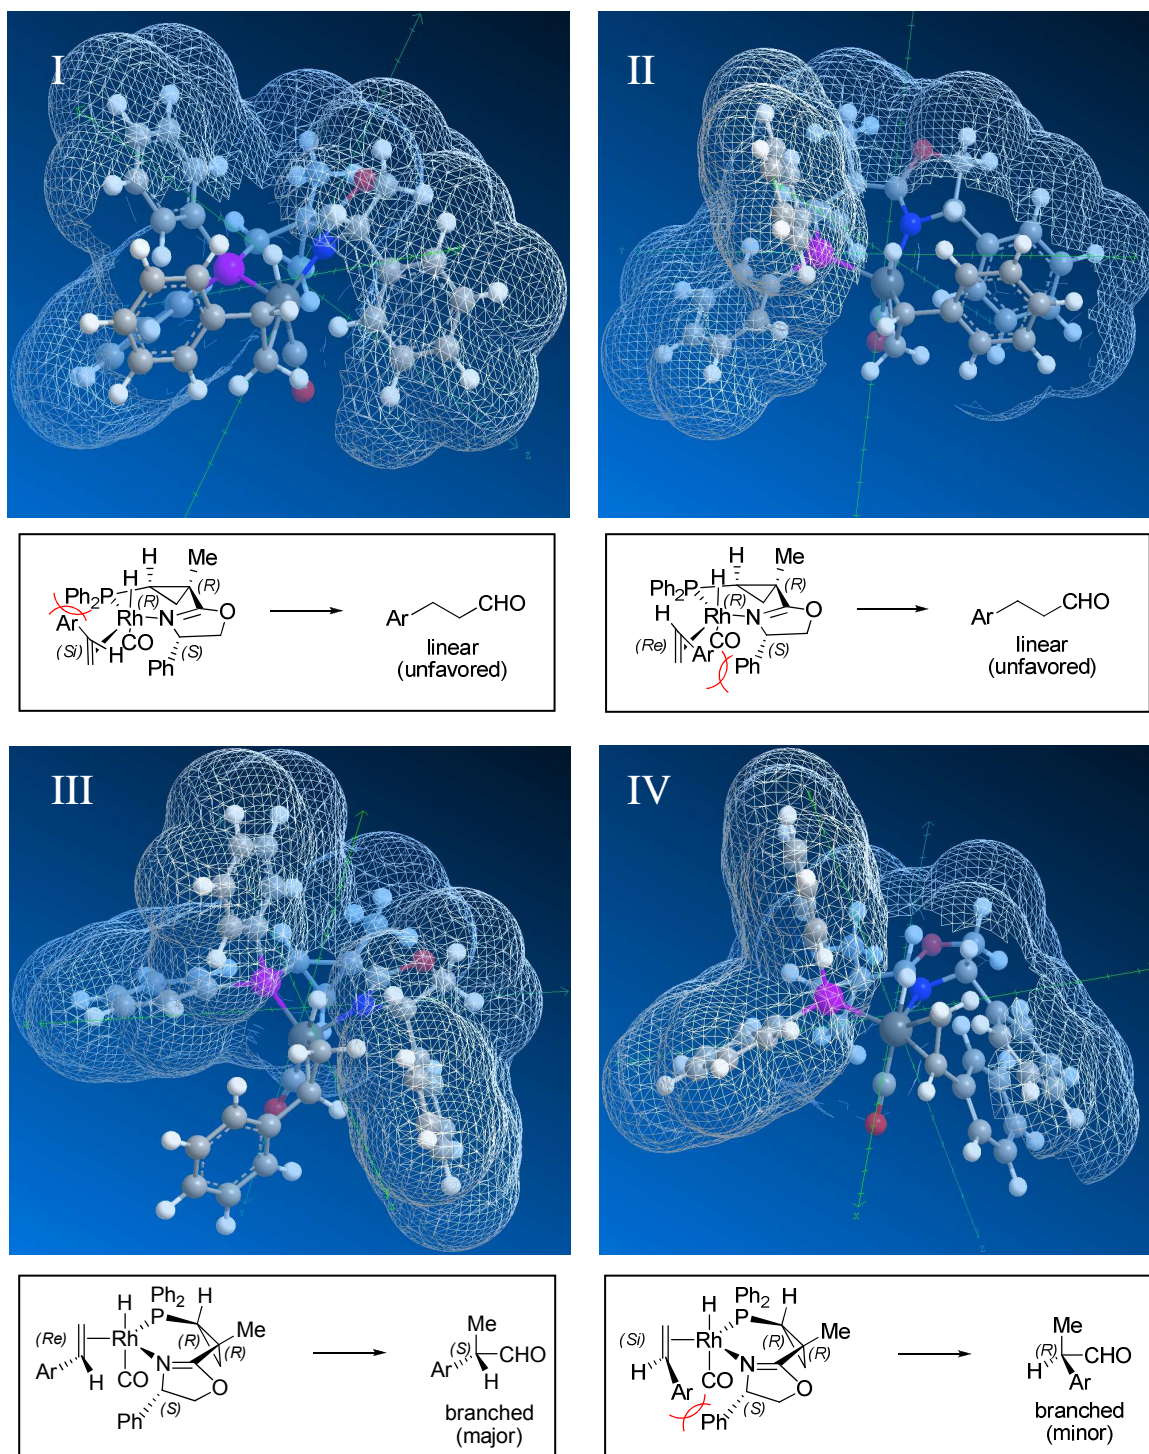 I
II
H
H
Me
Ph2P
(R)
(R)
O
Rh
N
Ar
CO
(Si)
H
(S)
Ph
Ar
CHO
linear
(unfavored)
H
H
Me
Ph2P
(R)
(R)
O
H
Rh
N
CO
(Re)
Ar
(S)
Ph
Ar
CHO
linear
(unfavored)
III
IV
Ph2
H
H
P
(Re)
(R)
Me
Rh
(R)
Ar
N
H
CO
O
Ph
(S)
Me
(S)
CHO
Ar
H
branched
(major)
Ph2
H
H
P
(Si)
(R)
Me
Rh
(R)
H
N
CO
O
Ar
Ph
(S)
Me
(R)
CHO
H
Ar
branched
(minor)